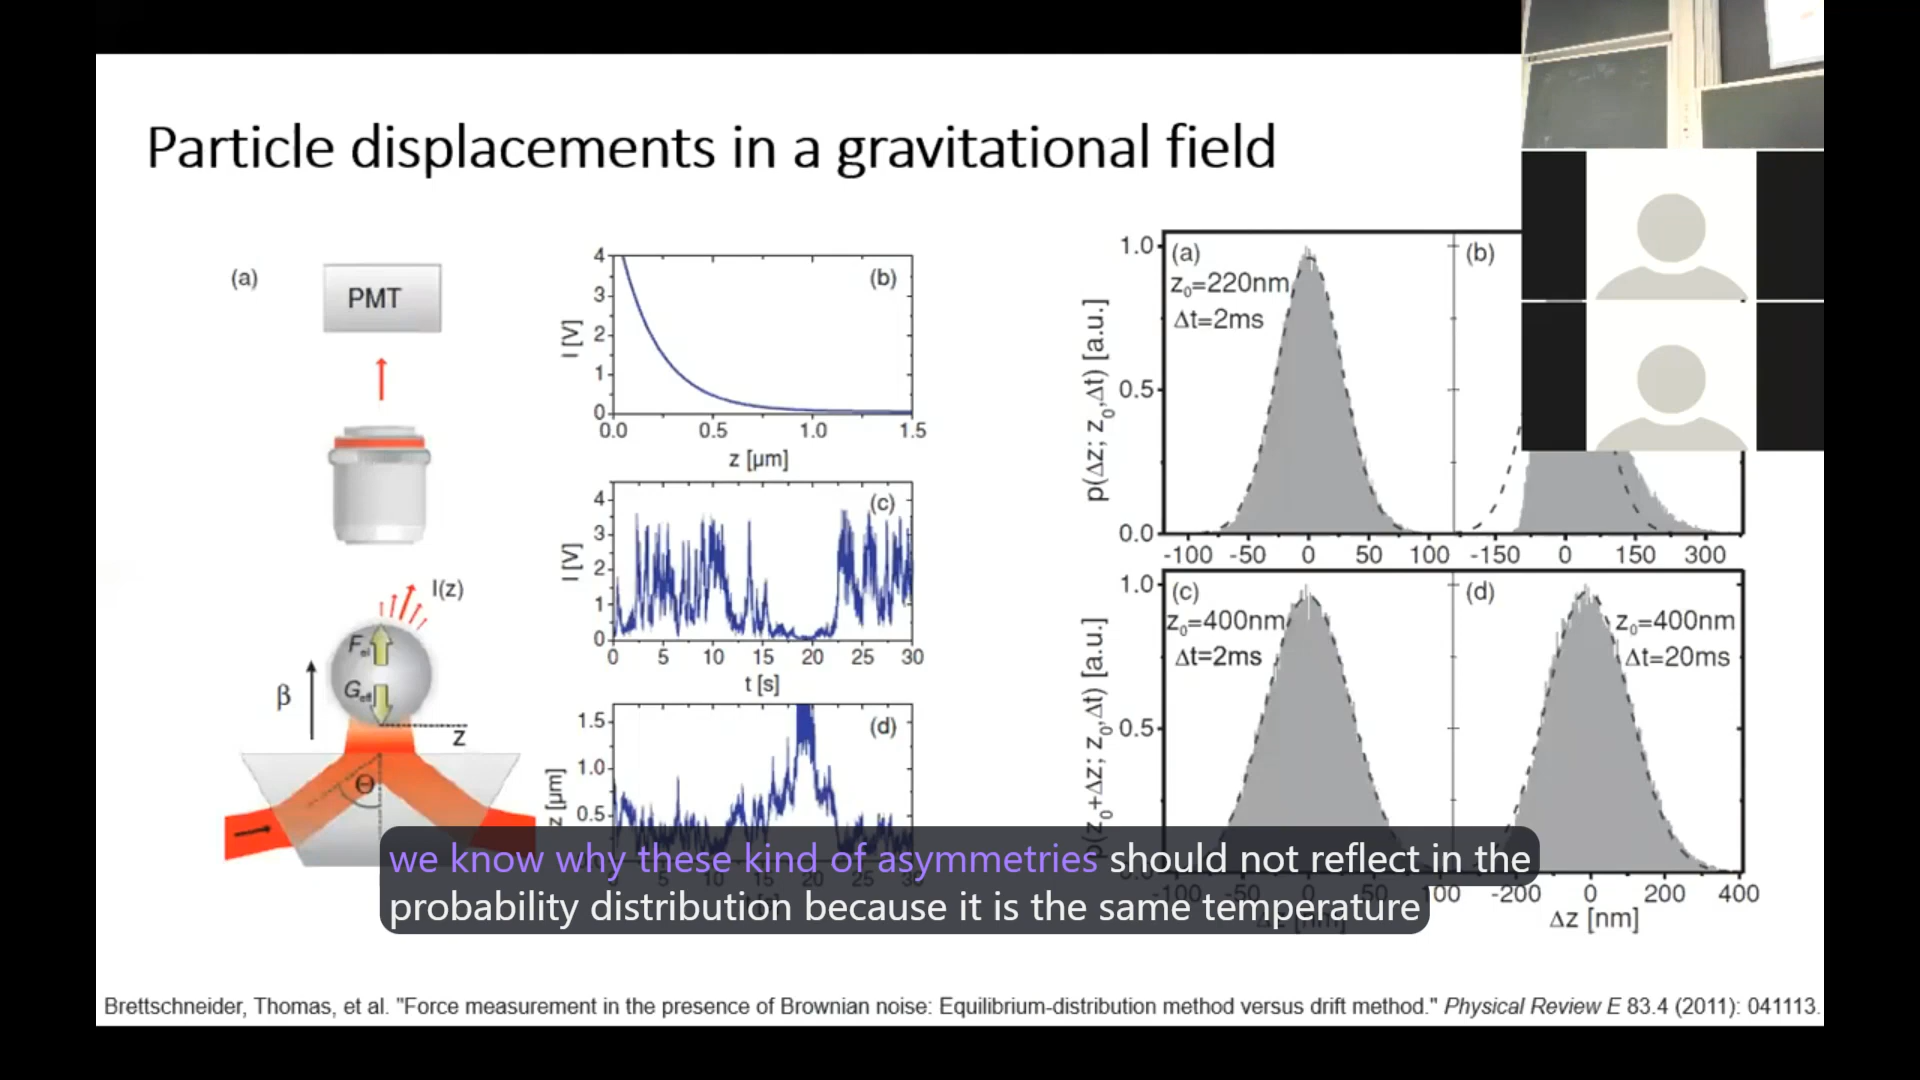 Particle displacements in a gravitational field
(a)
PMT
I(z)
F_el
G_eff
β
z
Θ
4
3
2
1
0
I [V]
(b)
0.0 0.5 1.0 1.5
z [µm]
4
3
2
1
0
I [V]
(c)
0 5 10 15 20 25 30
t [s]
1.5
1.0
0.5
z [µm]
(d)
1.0
0.5
0.0
p(Δz; z₀,Δt) [a.u.]
(a)
z₀=220nm
Δt=2ms
-100 -50 0 50 100
(b)
-150 0 150 300
1.0
0.5
p(z₀+Δz; z₀,Δt) [a.u.]
(c)
z₀=400nm
Δt=2ms
(d)
z₀=400nm
Δt=20ms
-200 0 200 400
Δz [nm]
we know why these kind of asymmetries should not reflect in the
probability distribution because it is the same temperature
Brettschneider, Thomas, et al. "Force measurement in the presence of Brownian noise: Equilibrium-distribution method versus drift method." Physical Review E 83.4 (2011): 041113.